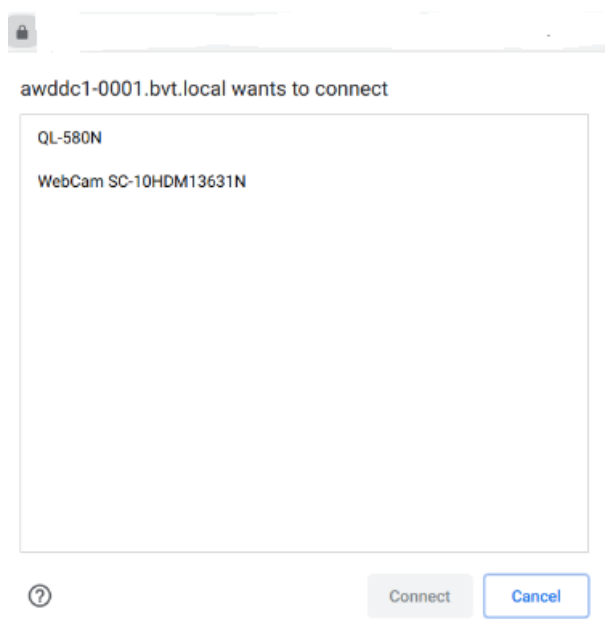 awddc1-0001.bvt.local wants to connect
QL-580N
WebCam SC-10HDM13631N
Connect
Cancel